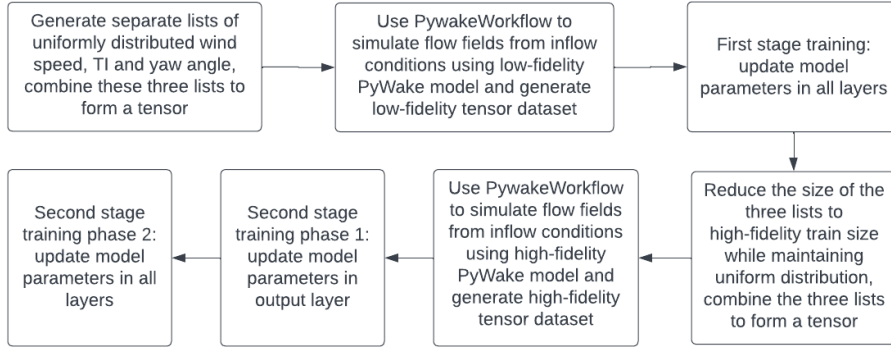 Generate separate lists of
uniformly distributed wind
speed, TI and yaw angle,
combine these three lists to
form a tensor
Use PywakeWorkflow to
simulate flow fields from inflow
conditions using low-fidelity
PyWake model and generate
low-fidelity tensor dataset
First stage training:
update model
parameters in all layers
Reduce the size of the
three lists to
high-fidelity train size
while maintaining
uniform distribution,
combine the three lists
to form a tensor
Use PywakeWorkflow
to simulate flow fields
from inflow conditions
using high-fidelity
PyWake model and
generate high-fidelity
tensor dataset
Second stage
training phase 1:
update model
parameters in
output layer
Second stage
training phase 2:
update model
parameters in all
layers